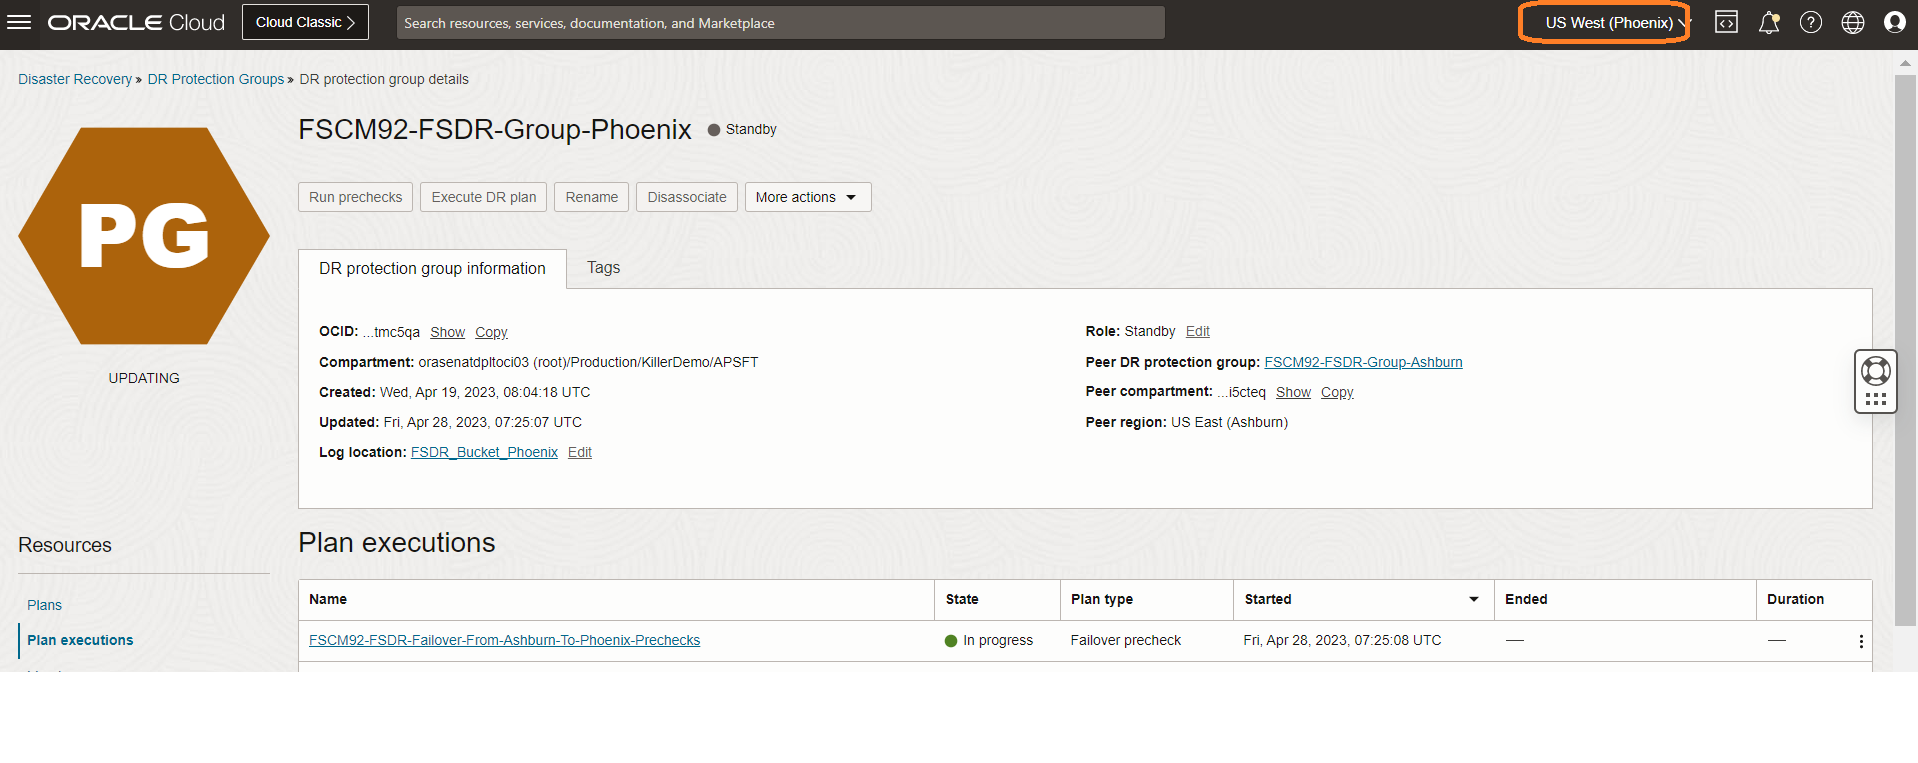 ORACLE Cloud
Cloud Classic
Search resources, services, documentation, and Marketplace
US West (Phoenix)
Disaster Recovery » DR Protection Groups » DR protection group details
PG
UPDATING
FSCM92-FSDR-Group-Phoenix
Standby
Run prechecks
Execute DR plan
Rename
Disassociate
More actions
DR protection group information
Tags
OCID: ...tmc5qa Show Copy
Compartment: orasenatdpltoci03 (root)/Production/KillerDemo/APSFT
Created: Wed, Apr 19, 2023, 08:04:18 UTC
Updated: Fri, Apr 28, 2023, 07:25:07 UTC
Log location: FSDR_Bucket_Phoenix Edit
Role: Standby Edit
Peer DR protection group: FSCM92-FSDR-Group-Ashburn
Peer compartment: ...i5cteq Show Copy
Peer region: US East (Ashburn)
Resources
Plans
Plan executions
Plan executions
Name State Plan type Started Ended Duration
FSCM92-FSDR-Failover-From-Ashburn-To-Phoenix-Prechecks In progress Failover precheck Fri, Apr 28, 2023, 07:25:08 UTC — —